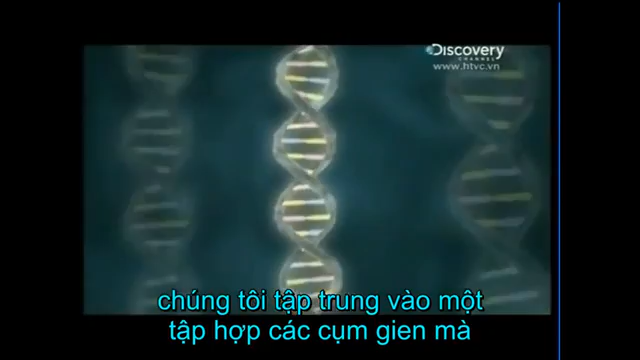 Discovery
CHANNEL
www.htvc.vn
chúng tôi tập trung vào một
tập hợp các cụm gien mà